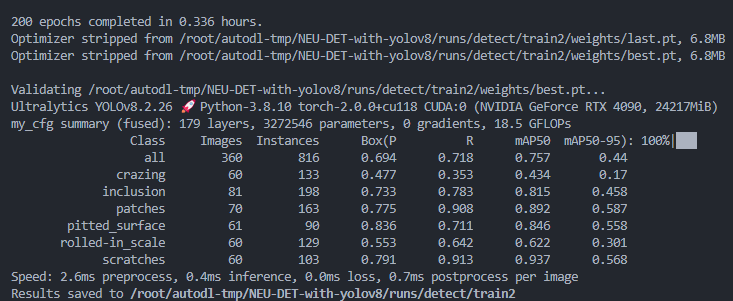 200 epochs completed in 0.336 hours.
Optimizer stripped from /root/autodl-tmp/NEU-DET-with-yolov8/runs/detect/train2/weights/last.pt, 6.8MB
Optimizer stripped from /root/autodl-tmp/NEU-DET-with-yolov8/runs/detect/train2/weights/best.pt, 6.8MB
Validating /root/autodl-tmp/NEU-DET-with-yolov8/runs/detect/train2/weights/best.pt...
Ultralytics YOLOv8.2.26 🚀 Python-3.8.10 torch-2.0.0+cu118 CUDA:0 (NVIDIA GeForce RTX 4090, 24217MiB)
my_cfg summary (fused): 179 layers, 3272546 parameters, 0 gradients, 18.5 GFLOPs
Class Images Instances Box(P R mAP50 mAP50-95): 100%|
all 360 816 0.694 0.718 0.757 0.44
crazing 60 133 0.477 0.353 0.434 0.17
inclusion 81 198 0.733 0.783 0.815 0.458
patches 70 163 0.775 0.908 0.892 0.587
pitted_surface 61 90 0.836 0.711 0.846 0.558
rolled-in_scale 60 129 0.553 0.642 0.622 0.301
scratches 60 103 0.791 0.913 0.937 0.568
Speed: 2.6ms preprocess, 0.4ms inference, 0.0ms loss, 0.7ms postprocess per image
Results saved to /root/autodl-tmp/NEU-DET-with-yolov8/runs/detect/train2